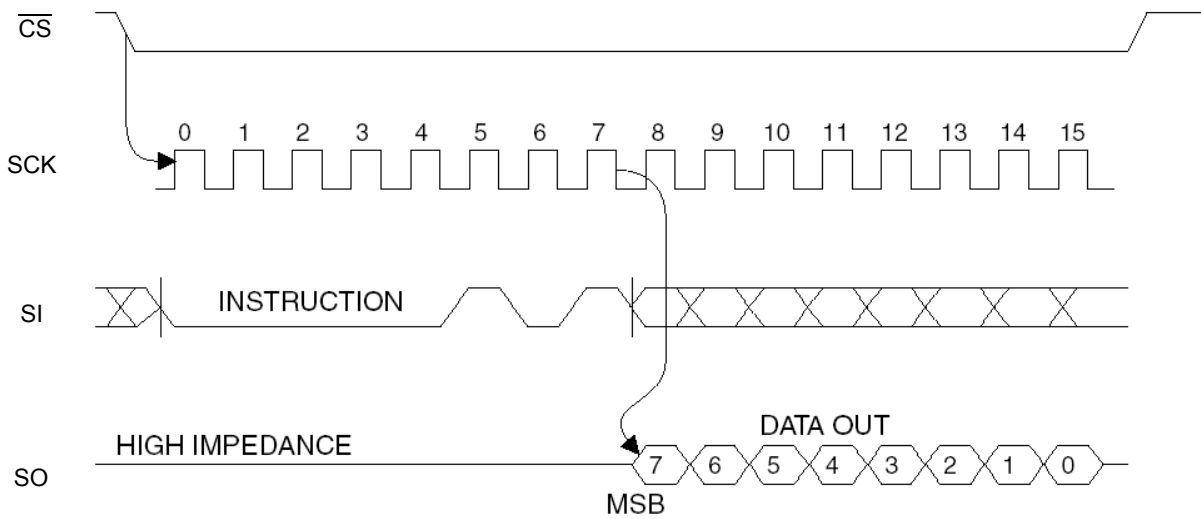 CS
0 1 2 3 4 5 6 7 8 9 10 11 12 13 14 15
SCK
INSTRUCTION
SI
DATA OUT
HIGH IMPEDANCE
7 6 5 4 3 2 1 0
SO
MSB